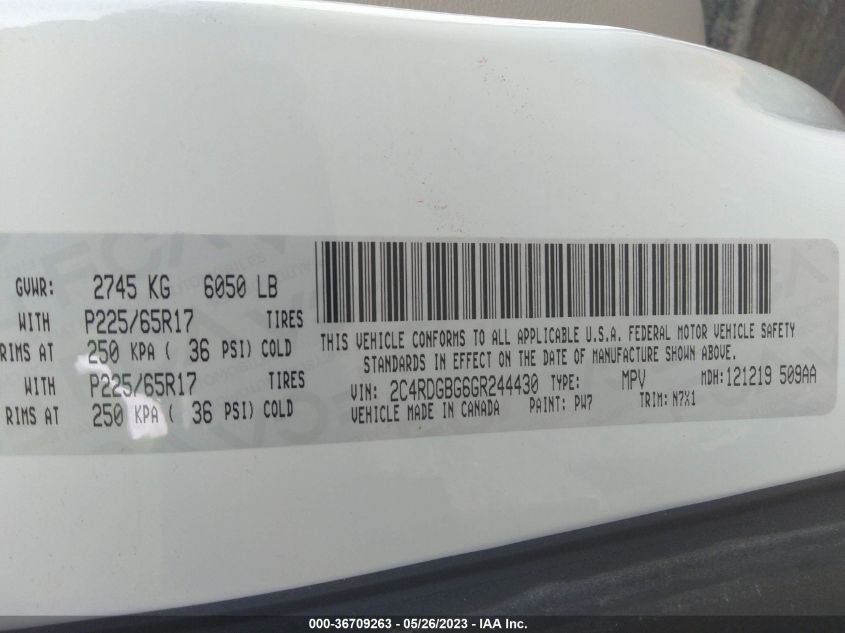 GVWR: 2745 KG 6050 LB
WITH P225/65R17 TIRES
RIMS AT 250 KPA ( 36 PSI) COLD
WITH P225/65R17 TIRES
RIMS AT 250 KPA ( 36 PSI) COLD
THIS VEHICLE CONFORMS TO ALL APPLICABLE U.S.A. FEDERAL MOTOR VEHICLE SAFETY
STANDARDS IN EFFECT ON THE DATE OF MANUFACTURE SHOWN ABOVE.
VIN: 2C4RDGBG6GR244430 TYPE: MPV MDH: 121219 509AA
VEHICLE MADE IN CANADA PAINT: PW7 TRIM: N7X1
000-36709263 - 05/26/2023 - IAA Inc.